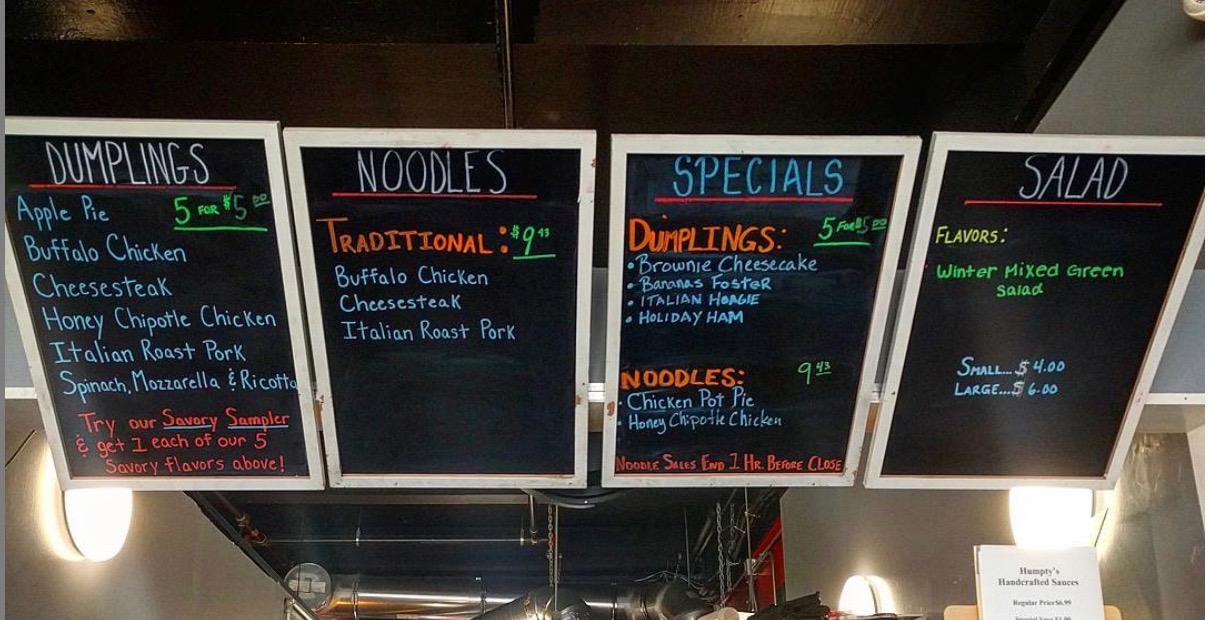 DUMPLINGS
Apple Pie 5 FOR $5.00
Buffalo Chicken
Cheesesteak
Honey Chipotle Chicken
Italian Roast Pork
Spinach, Mozzarella & Ricotta
Try our Savory Sampler
& get 1 each of our 5
Savory flavors above!
NOODLES
TRADITIONAL: $9.43
Buffalo Chicken
Cheesesteak
Italian Roast Pork
SPECIALS
DUMPLINGS: 5 FOR $5.00
• Brownie Cheesecake
• Bananas Foster
• ITALIAN HOAGIE
• HOLIDAY HAM
NOODLES: 9.43
• Chicken Pot Pie
• Honey Chipotle Chicken
NOODLE SALES END 1 HR. BEFORE CLOSE
SALAD
FLAVORS:
Winter Mixed Green
Salad
SMALL... $4.00
LARGE... $6.00
Humpty's
Handcrafted Sauces
Regular Price $6.99